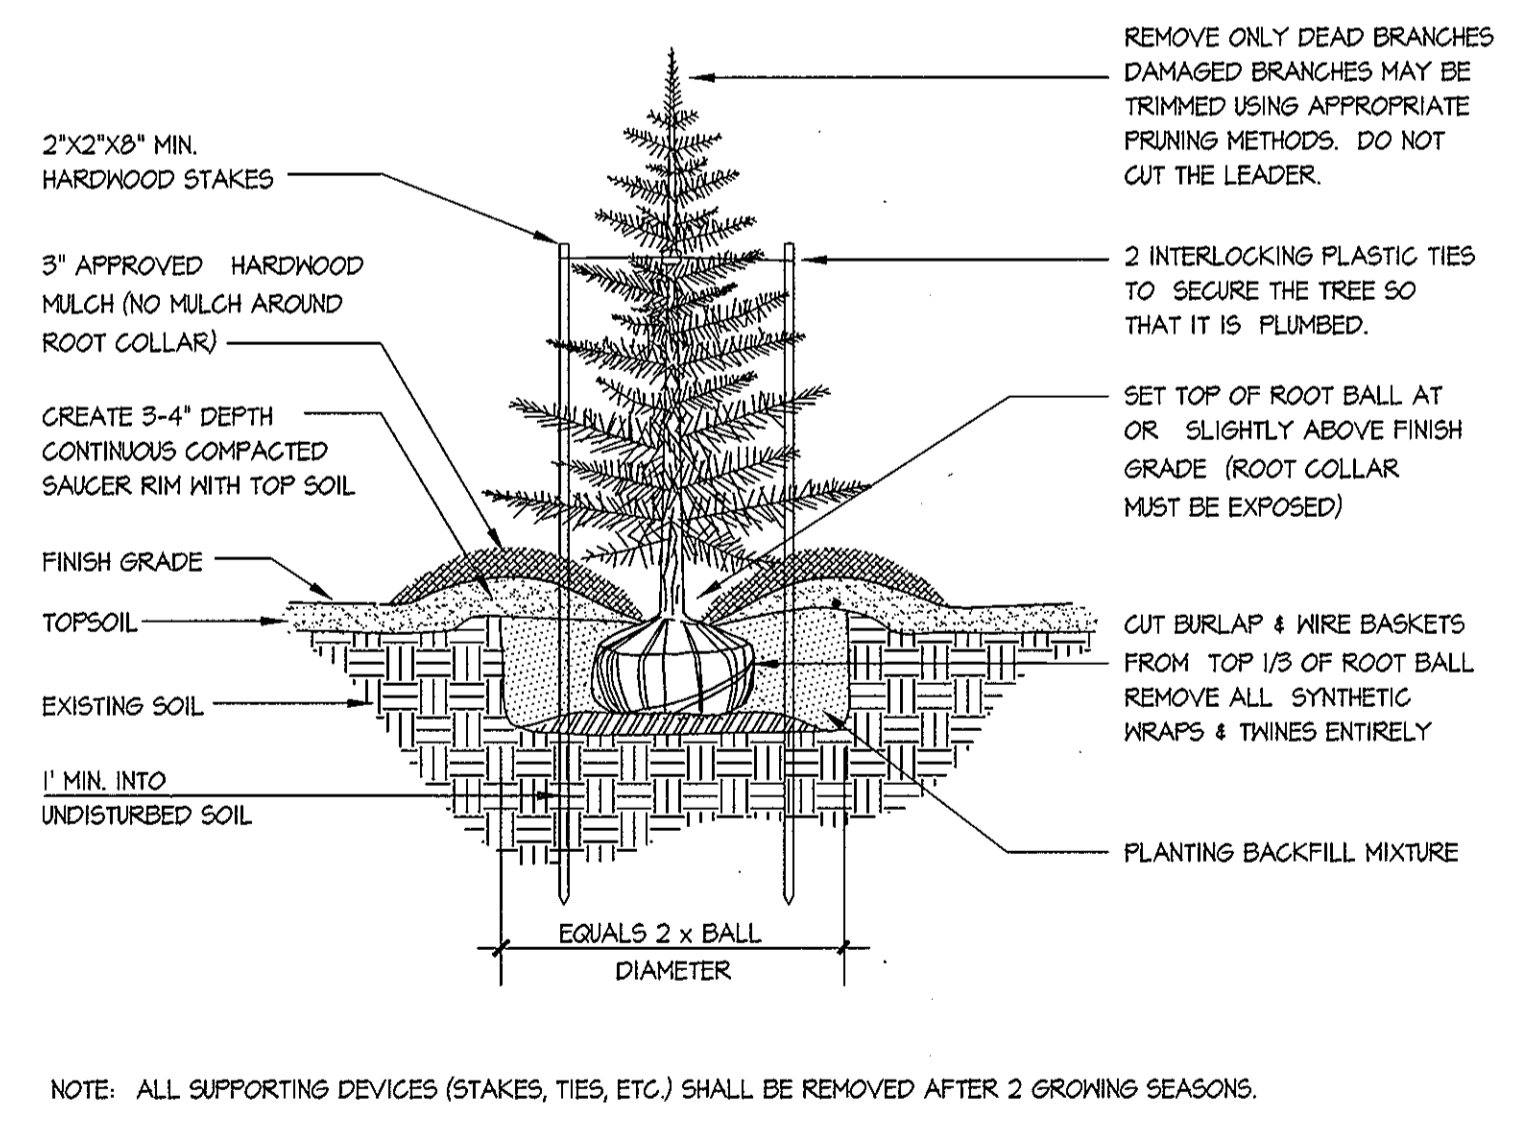 REMOVE ONLY DEAD BRANCHES
DAMAGED BRANCHES MAY BE
TRIMMED USING APPROPRIATE
PRUNING METHODS. DO NOT
CUT THE LEADER.
2"X2"X8" MIN.
HARDWOOD STAKES
3" APPROVED HARDWOOD
MULCH (NO MULCH AROUND
ROOT COLLAR)
CREATE 3-4" DEPTH
CONTINUOUS COMPACTED
SAUCER RIM WITH TOP SOIL
FINISH GRADE
TOPSOIL
EXISTING SOIL
1' MIN. INTO
UNDISTURBED SOIL
2 INTERLOCKING PLASTIC TIES
TO SECURE THE TREE SO
THAT IT IS PLUMBED.
SET TOP OF ROOT BALL AT
OR SLIGHTLY ABOVE FINISH
GRADE (ROOT COLLAR
MUST BE EXPOSED)
CUT BURLAP & WIRE BASKETS
FROM TOP 1/3 OF ROOT BALL
REMOVE ALL SYNTHETIC
WRAPS & TWINES ENTIRELY
PLANTING BACKFILL MIXTURE
EQUALS 2 x BALL
DIAMETER
NOTE: ALL SUPPORTING DEVICES (STAKES, TIES, ETC.) SHALL BE REMOVED AFTER 2 GROWING SEASONS.